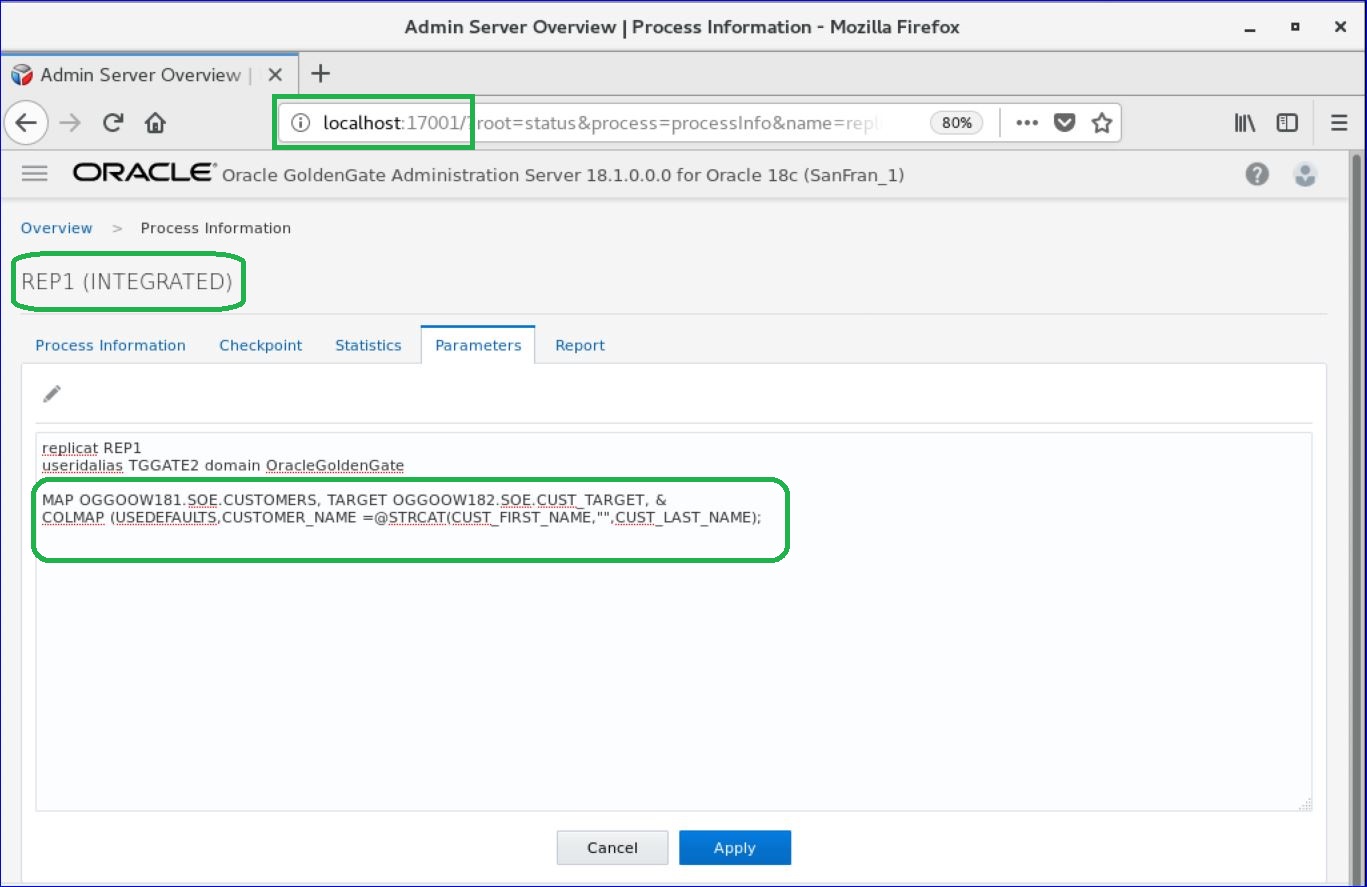 Admin Server Overview | Process Information - Mozilla Firefox
Admin Server Overview |
localhost:17001/?root=status&process=processInfo&name=repl
80%
ORACLE Oracle GoldenGate Administration Server 18.1.0.0.0 for Oracle 18c (SanFran_1)
Overview > Process Information
REP1 (INTEGRATED)
Process Information Checkpoint Statistics Parameters Report
replicat REP1
useridalias TGGATE2 domain OracleGoldenGate
MAP OGGOOW181.SOE.CUSTOMERS, TARGET OGGOOW182.SOE.CUST_TARGET, &
COLMAP (USEDEFAULTS,CUSTOMER_NAME =@STRCAT(CUST_FIRST_NAME,"",CUST_LAST_NAME);
Cancel Apply